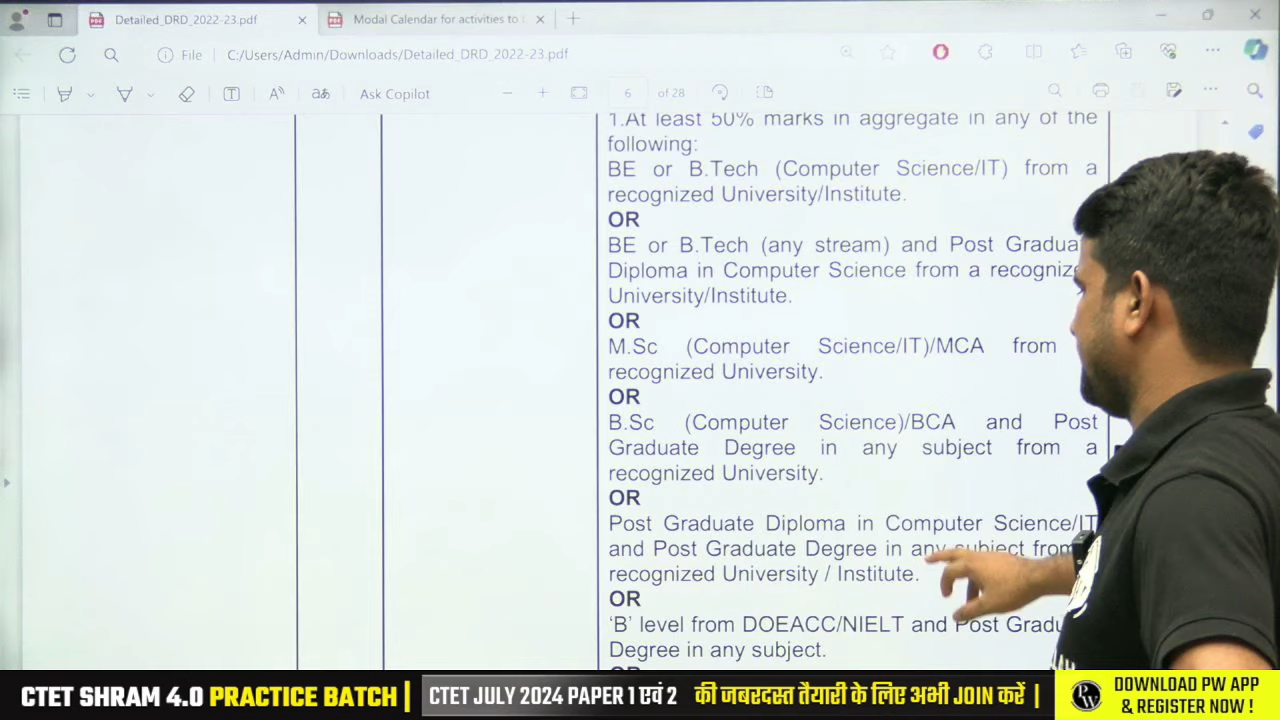 Detailed_DRD_2022-23.pdf
Modal Calendar for activities to
File
C:/Users/Admin/Downloads/Detailed_DRD_2022-23.pdf
Ask Copilot
6
of 28
1.At least 50% marks in aggregate in any of the
following:
BE or B.Tech (Computer Science/IT) from a
recognized University/Institute.
OR
BE or B.Tech (any stream) and Post Gradua
Diploma in Computer Science from a recogniz
University/Institute.
OR
M.Sc (Computer Science/IT)/MCA from
recognized University.
OR
B.Sc (Computer Science)/BCA and Post
Graduate Degree in any subject from a
recognized University.
OR
Post Graduate Diploma in Computer Science/IT
and Post Graduate Degree in any subject from
recognized University / Institute.
OR
‘B’ level from DOEACC/NIELT and Post Gradu
Degree in any subject.
OR
CTET SHRAM 4.0 PRACTICE BATCH
CTET JULY 2024 PAPER 1 एवं 2 की जबरदस्त तैयारी के लिए अभी JOIN करें
PW
DOWNLOAD PW APP
& REGISTER NOW !